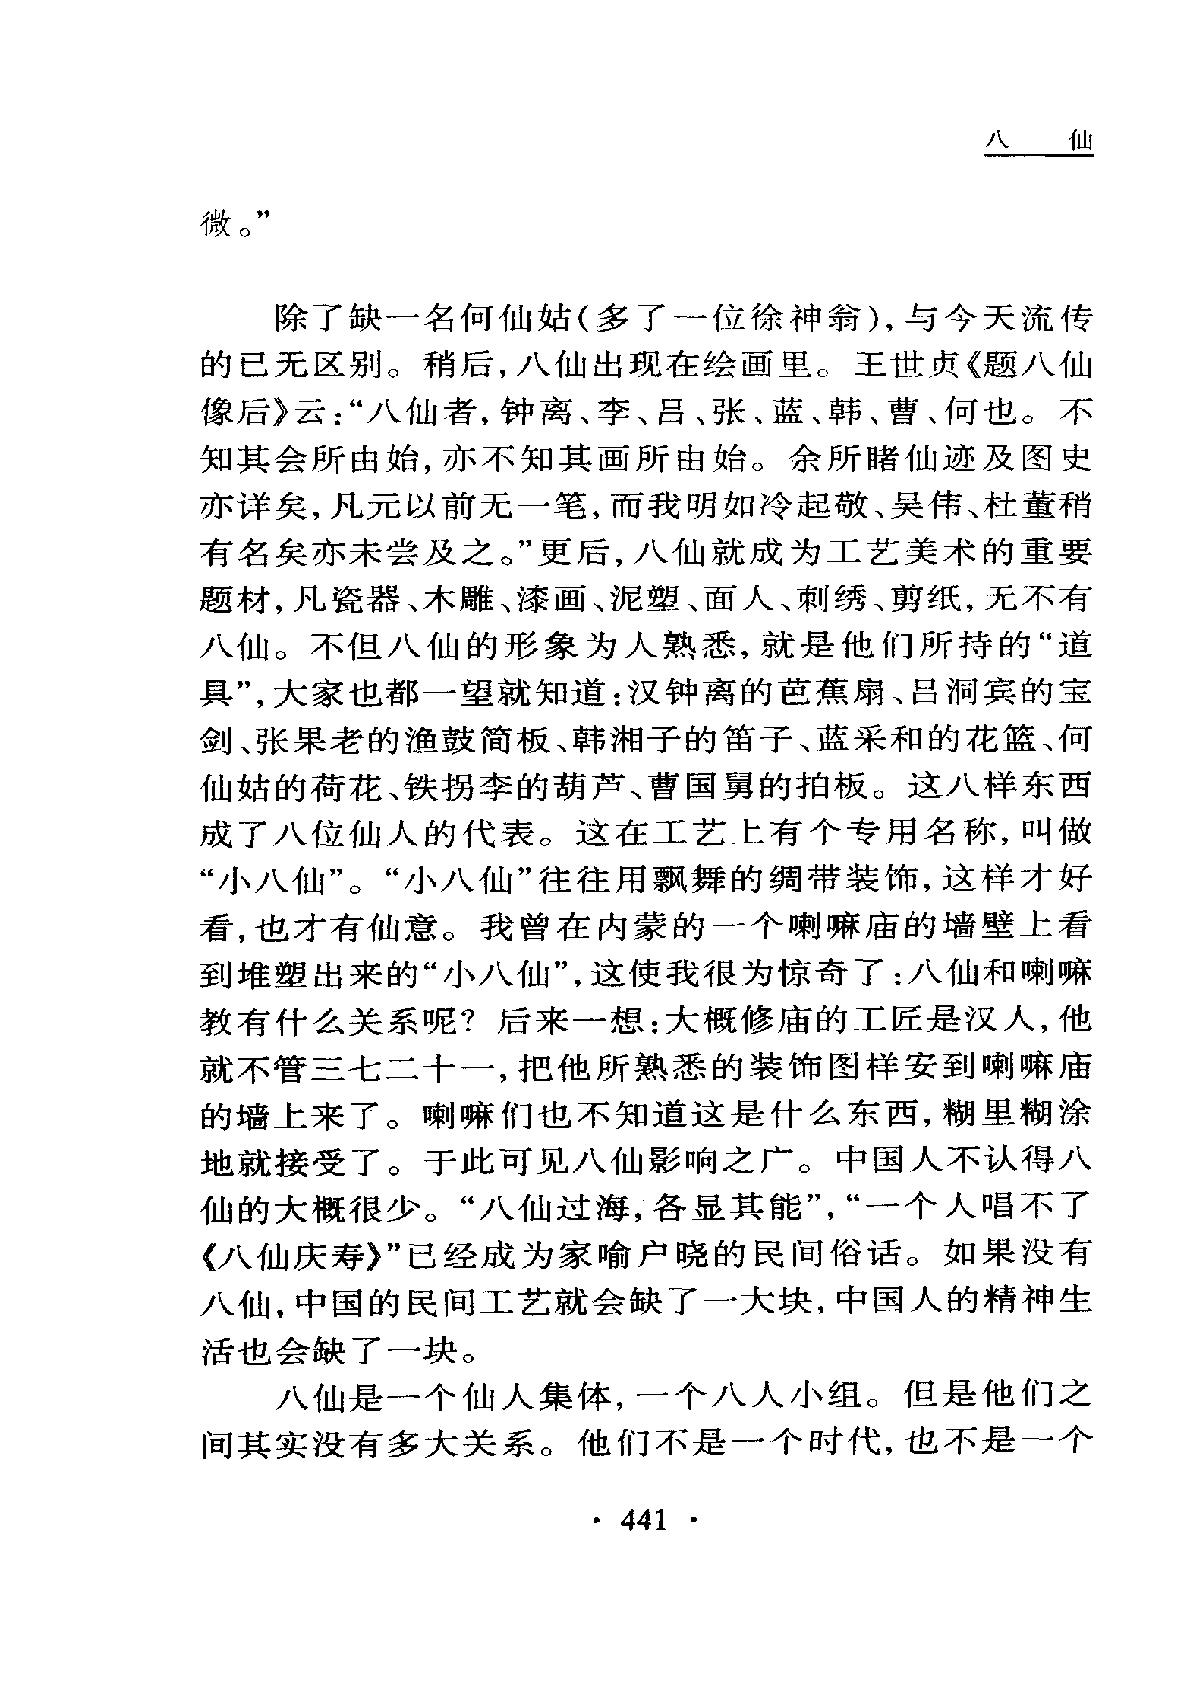 八　仙
微。”
除了缺一名何仙姑(多了一位徐神翁),与今天流传
的已无区别。稍后,八仙出现在绘画里。王世贞《题八仙
像后》云:“八仙者,钟离、李、吕、张、蓝、韩、曹、何也。不
知其会所由始,亦不知其画所由始。余所睹仙迹及图史
亦详矣,凡元以前无一笔,而我明如冷起敬、吴伟、杜董稍
有名矣亦未尝及之。”更后,八仙就成为工艺美术的重要
题材,凡瓷器、木雕、漆画、泥塑、面人、刺绣、剪纸,无不有
八仙。不但八仙的形象为人熟悉,就是他们所持的“道
具”,大家也都一望就知道:汉钟离的芭蕉扇、吕洞宾的宝
剑、张果老的渔鼓简板、韩湘子的笛子、蓝采和的花篮、何
仙姑的荷花、铁拐李的葫芦、曹国舅的拍板。这八样东西
成了八位仙人的代表。这在工艺上有个专用名称,叫做
“小八仙”。“小八仙”往往用飘舞的绸带装饰,这样才好
看,也才有仙意。我曾在内蒙的一个喇嘛庙的墙壁上看
到堆塑出来的“小八仙”,这使我很为惊奇了:八仙和喇嘛
教有什么关系呢? 后来一想:大概修庙的工匠是汉人,他
就不管三七二十一,把他所熟悉的装饰图样安到喇嘛庙
的墙上来了。喇嘛们也不知道这是什么东西,糊里糊涂
地就接受了。于此可见八仙影响之广。中国人不认得八
仙的大概很少。“八仙过海,各显其能”,“一个人唱不了
《八仙庆寿》”已经成为家喻户晓的民间俗话。如果没有
八仙,中国的民间工艺就会缺了一大块,中国人的精神生
活也会缺了一块。
八仙是一个仙人集体,一个八人小组。但是他们之
间其实没有多大关系。他们不是一个时代,也不是一个
· 441 ·